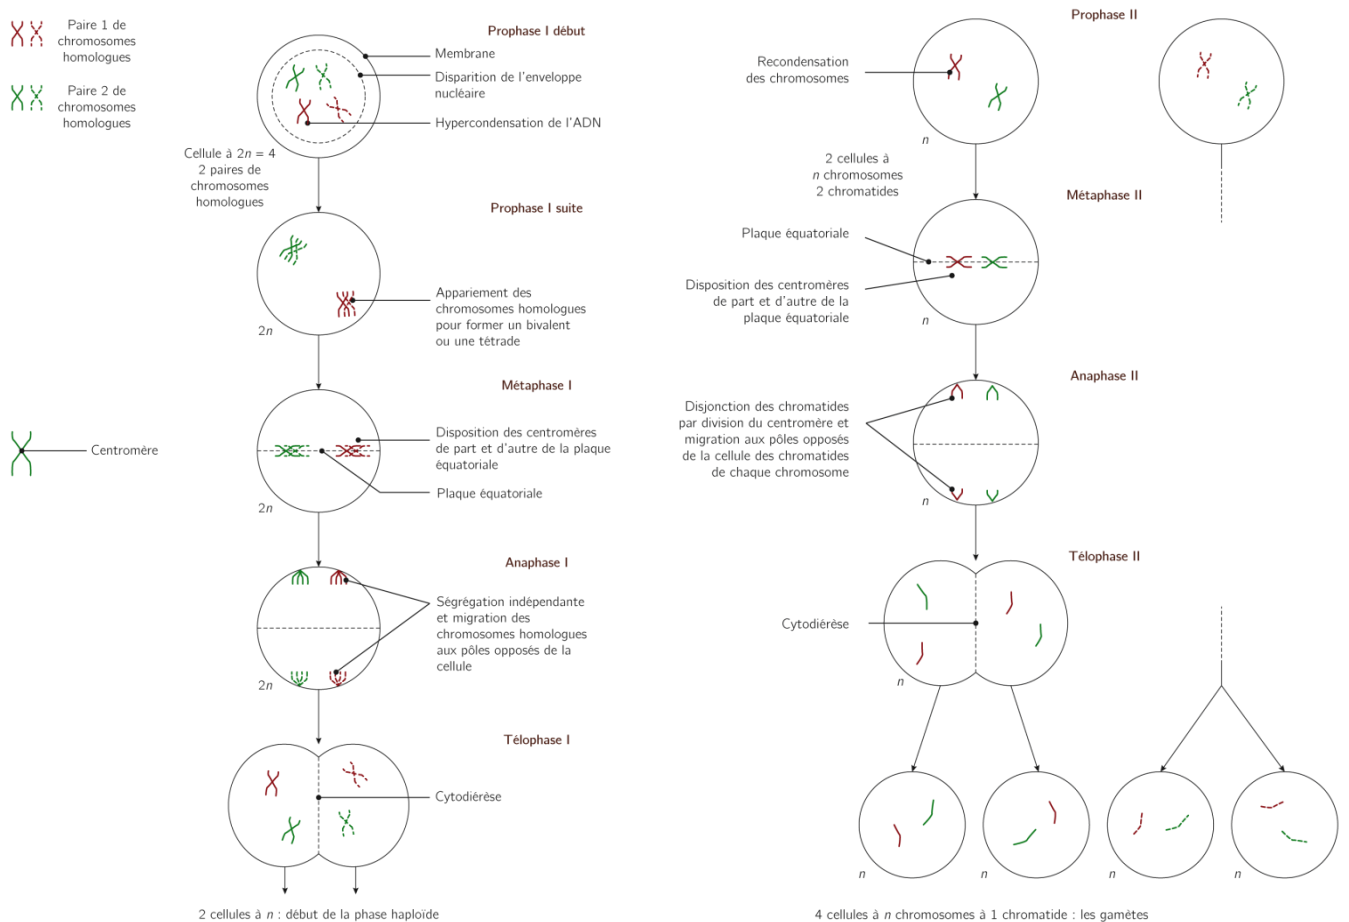 Paire 1 de
chromosomes
homologues
Paire 2 de
chromosomes
homologues
Centromère
Prophase I début
Membrane
Disparition de l'enveloppe
nucléaire
Hypercondensation de l'ADN
Cellule à 2n = 4
2 paires de
chromosomes
homologues
Prophase I suite
Appariement des
chromosomes homologues
pour former un bivalent
ou une tétrade
2n
Métaphase I
Disposition des centromères
de part et d'autre de la plaque
équatoriale
Plaque équatoriale
2n
Anaphase I
Ségrégation indépendante
et migration des
chromosomes homologues
aux pôles opposés de la
cellule
2n
Télophase I
Cytodiérèse
2 cellules à n : début de la phase haploïde
Prophase II
Recondensation
des chromosomes
n
2 cellules à
n chromosomes
2 chromatides
Métaphase II
Plaque équatoriale
Disposition des centromères
de part et d'autre de la
plaque équatoriale
n
Anaphase II
Disjonction des chromatides
par division du centromère et
migration aux pôles opposés
de la cellule des chromatides
de chaque chromosome
n
Télophase II
Cytodiérèse
n
n
n
n
n
4 cellules à n chromosomes à 1 chromatide : les gamètes